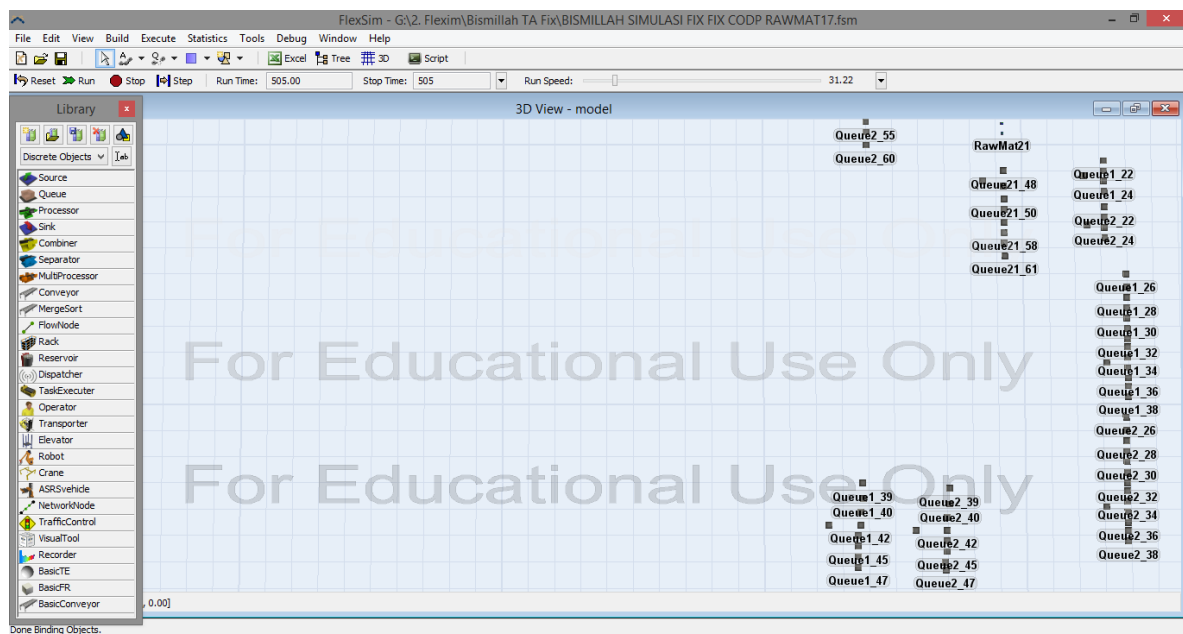 FlexSim - G:\2. Flexim\Bismillah TA Fix\BISMILLAH SIMULASI FIX FIX CODP RAWMAT17.fsm
File Edit View Build Execute Statistics Tools Debug Window Help
Excel Tree 3D Script
Reset Run Stop Step Run Time: 505.00 Stop Time: 505 Run Speed: 31.22
Library
3D View - model
Discrete Objects
Source
Queue
Processor
Sink
Combiner
Separator
MultiProcessor
Conveyor
MergeSort
FlowNode
Rack
Reservoir
Dispatcher
TaskExecuter
Operator
Transporter
Elevator
Robot
Crane
ASRSvehicle
NetworkNode
TrafficControl
VisualTool
Recorder
BasicTE
BasicFR
BasicConveyor
Queue2_55
Queue2_60
RawMat21
Queue21_48
Queue21_50
Queue21_58
Queue21_61
Queue1_22
Queue1_24
Queue2_22
Queue2_24
Queue1_26
Queue1_28
Queue1_30
Queue1_32
Queue1_34
Queue1_36
Queue1_38
Queue2_26
Queue2_28
Queue2_30
Queue2_32
Queue2_34
Queue2_36
Queue2_38
Queue1_39
Queue1_40
Queue1_42
Queue1_45
Queue1_47
Queue2_39
Queue2_40
Queue2_42
Queue2_45
Queue2_47
For Educational Use Only
For Educational Use Only
For Educational Use Only
, 0.00]
Done Binding Objects.